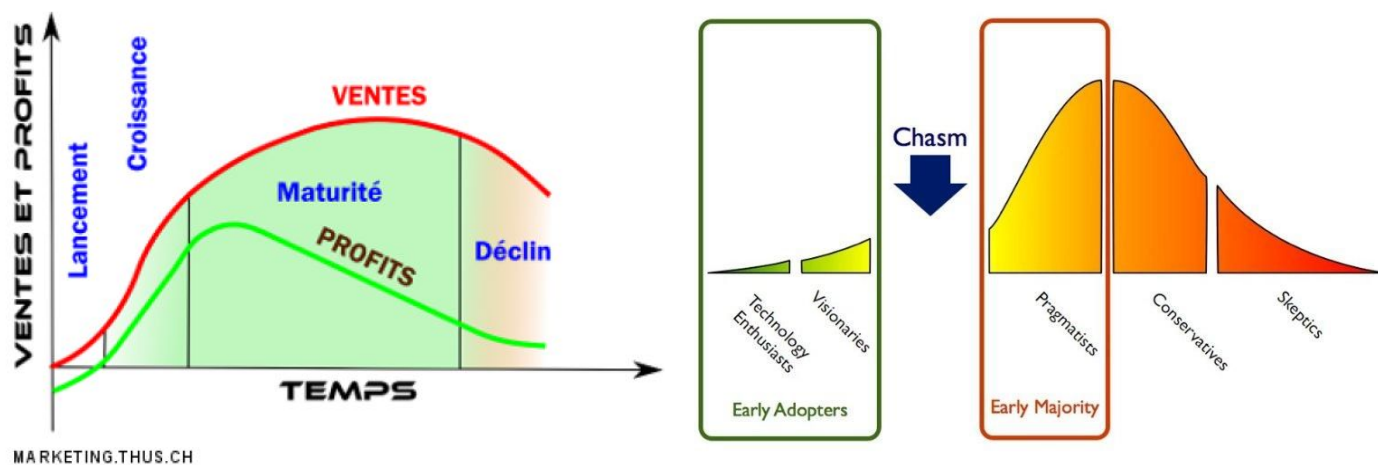 VENTES ET PROFITS
Lancement
Croissance
VENTES
Maturité
PROFITS
Déclin
TEMPS
MARKETING.THUS.CH
Chasm
Technology
Enthusiasts
Visionaries
Early Adopters
Pragmatists
Conservatives
Skeptics
Early Majority